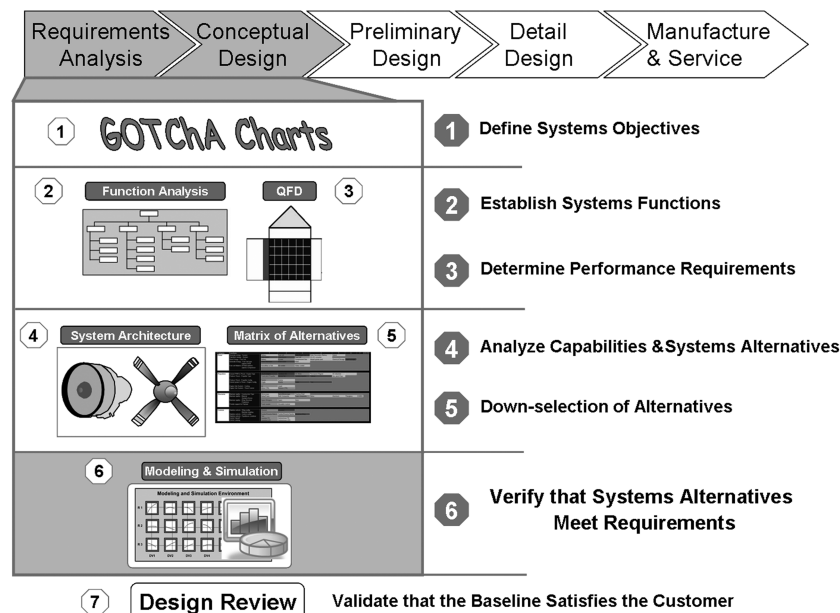 Requirements Analysis
Conceptual Design
Preliminary Design
Detail Design
Manufacture & Service
1 GOTChA Charts
1 Define Systems Objectives
2 Function Analysis
QFD 3
2 Establish Systems Functions
3 Determine Performance Requirements
4 System Architecture
Matrix of Alternatives 5
4 Analyze Capabilities &Systems Alternatives
5 Down-selection of Alternatives
6 Modeling & Simulation
Modeling and Simulation Environment
6 Verify that Systems Alternatives
Meet Requirements
7 Design Review
Validate that the Baseline Satisfies the Customer